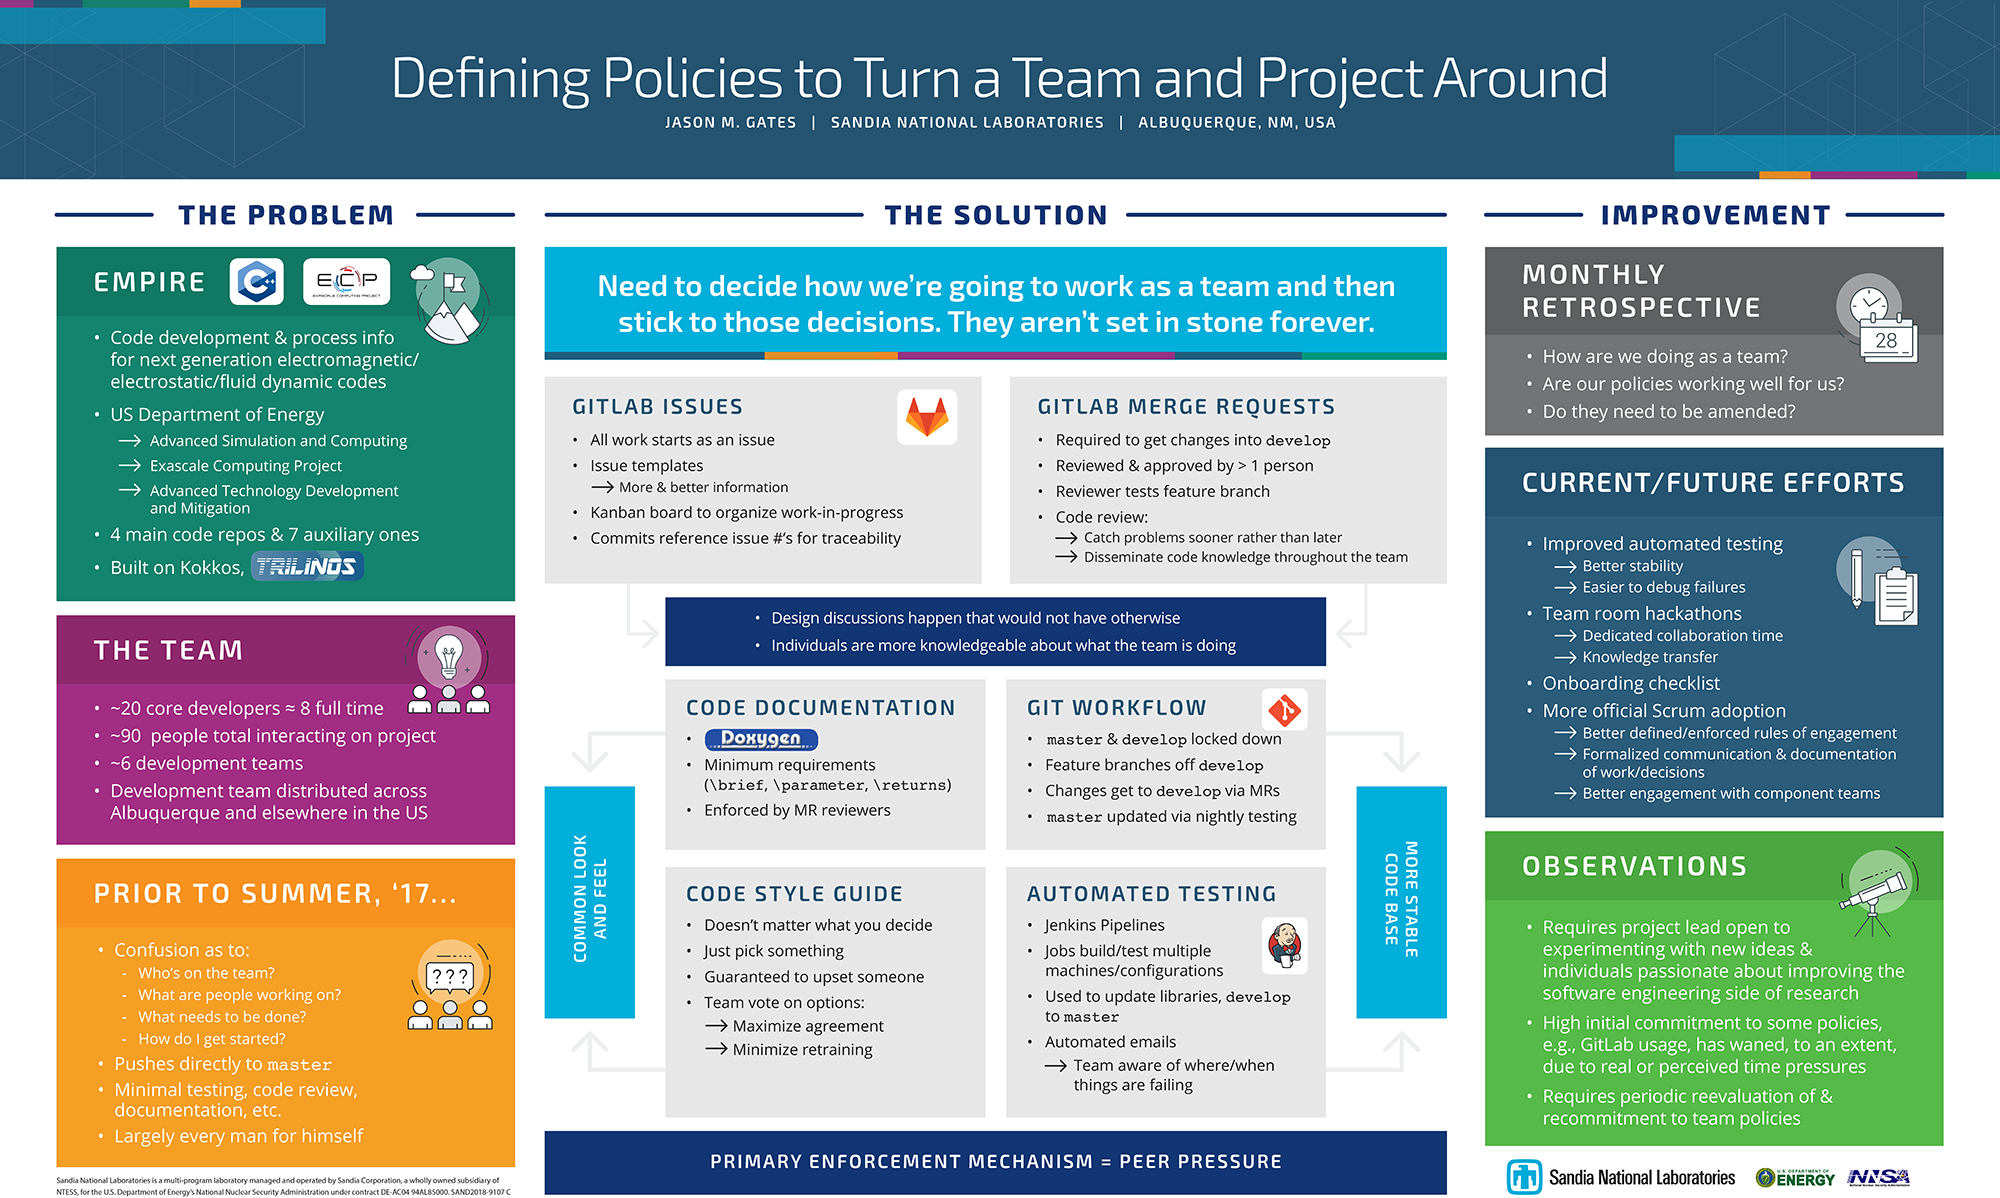 Defining Policies to Turn a Team and Project Around
JASON M. GATES | SANDIA NATIONAL LABORATORIES | ALBUQUERQUE, NM, USA
THE PROBLEM
EMPIRE
C++
ECP
EXASCALE COMPUTING PROJECT
• Code development & process info
for next generation electromagnetic/
electrostatic/fluid dynamic codes
• US Department of Energy
→ Advanced Simulation and Computing
→ Exascale Computing Project
→ Advanced Technology Development
and Mitigation
• 4 main code repos & 7 auxiliary ones
• Built on Kokkos, TRILINOS
THE TEAM
• ~20 core developers ≈ 8 full time
• ~90 people total interacting on project
• ~6 development teams
• Development team distributed across
Albuquerque and elsewhere in the US
PRIOR TO SUMMER, ‘17...
• Confusion as to:
- Who’s on the team?
- What are people working on?
- What needs to be done?
- How do I get started?
• Pushes directly to master
• Minimal testing, code review,
documentation, etc.
• Largely every man for himself
???
Sandia National Laboratories is a multi-program laboratory managed and operated by Sandia Corporation, a wholly owned subsidiary of
NTESS, for the U.S. Department of Energy’s National Nuclear Security Administration under contract DE-AC04 94AL85000. SAND2018-9107 C
THE SOLUTION
Need to decide how we’re going to work as a team and then
stick to those decisions. They aren’t set in stone forever.
GITLAB ISSUES
• All work starts as an issue
• Issue templates
→ More & better information
• Kanban board to organize work-in-progress
• Commits reference issue #’s for traceability
GITLAB MERGE REQUESTS
• Required to get changes into develop
• Reviewed & approved by > 1 person
• Reviewer tests feature branch
• Code review:
→ Catch problems sooner rather than later
→ Disseminate code knowledge throughout the team
• Design discussions happen that would not have otherwise
• Individuals are more knowledgeable about what the team is doing
CODE DOCUMENTATION
• Doxygen
• Minimum requirements
(\brief, \parameter, \returns)
• Enforced by MR reviewers
GIT WORKFLOW
• master & develop locked down
• Feature branches off develop
• Changes get to develop via MRs
• master updated via nightly testing
COMMON LOOK
AND FEEL
MORE STABLE
CODE BASE
CODE STYLE GUIDE
• Doesn’t matter what you decide
• Just pick something
• Guaranteed to upset someone
• Team vote on options:
→ Maximize agreement
→ Minimize retraining
AUTOMATED TESTING
• Jenkins Pipelines
• Jobs build/test multiple
machines/configurations
• Used to update libraries, develop
to master
• Automated emails
→ Team aware of where/when
things are failing
PRIMARY ENFORCEMENT MECHANISM = PEER PRESSURE
IMPROVEMENT
MONTHLY
RETROSPECTIVE
28
• How are we doing as a team?
• Are our policies working well for us?
• Do they need to be amended?
CURRENT/FUTURE EFFORTS
• Improved automated testing
→ Better stability
→ Easier to debug failures
• Team room hackathons
→ Dedicated collaboration time
→ Knowledge transfer
• Onboarding checklist
• More official Scrum adoption
→ Better defined/enforced rules of engagement
→ Formalized communication & documentation
of work/decisions
→ Better engagement with component teams
OBSERVATIONS
• Requires project lead open to
experimenting with new ideas &
individuals passionate about improving the
software engineering side of research
• High initial commitment to some policies,
e.g., GitLab usage, has waned, to an extent,
due to real or perceived time pressures
• Requires periodic reevaluation of &
recommitment to team policies
Sandia National Laboratories
U.S. DEPARTMENT OF
ENERGY
NNSA